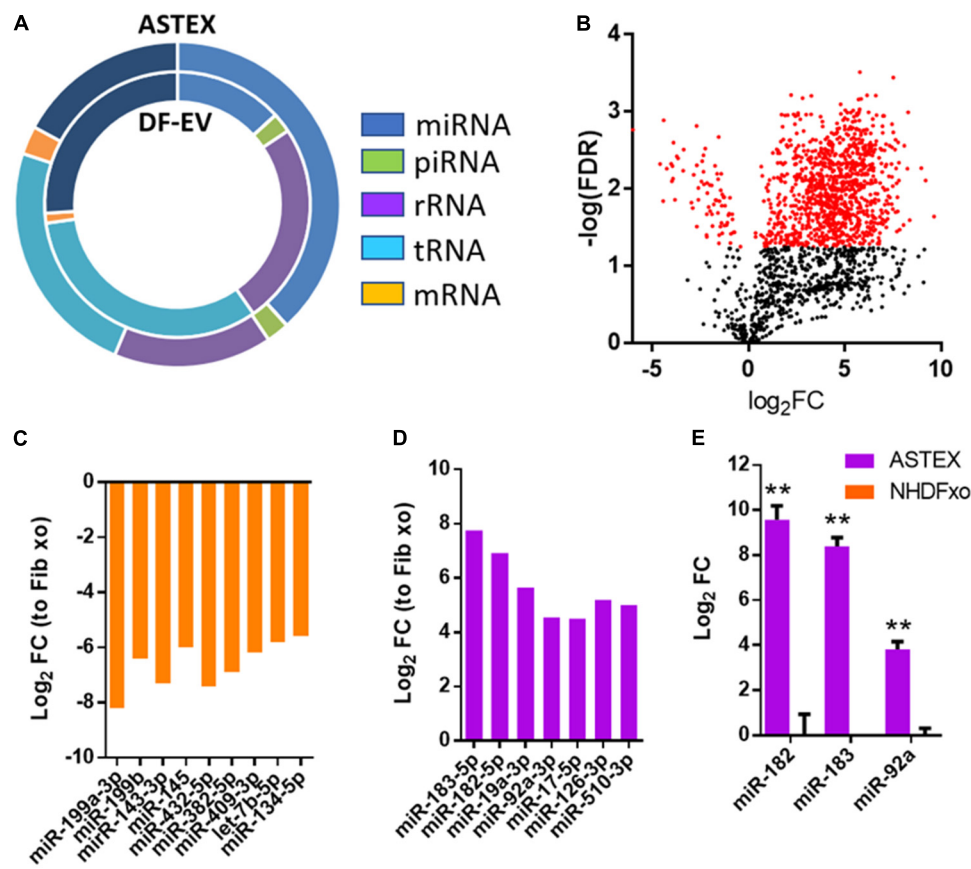 A
ASTEX
DF-EV
miRNA
piRNA
rRNA
tRNA
mRNA
B
-log(FDR)
4
3
2
1
0
-5
0
5
10
log2FC
C
Log2 FC (to Fib xo)
0
-2
-4
-6
-8
-10
miR-199a-3p
miR-199b
mirR-143-3p
miR-145
miR-432-5p
miR-382-5p
miR-409-3p
let-7b-5p
miR-134-5p
D
Log2 FC (to Fib xo)
10
8
6
4
2
0
miR-183-5p
miR-182-5p
miR-19a-3p
miR-92a-3p
miR-17-5p
miR-126-3p
miR-510-3p
E
ASTEX
NHDFxo
Log2 FC
12
10
8
6
4
2
0
**
**
**
miR-182
miR-183
miR-92a